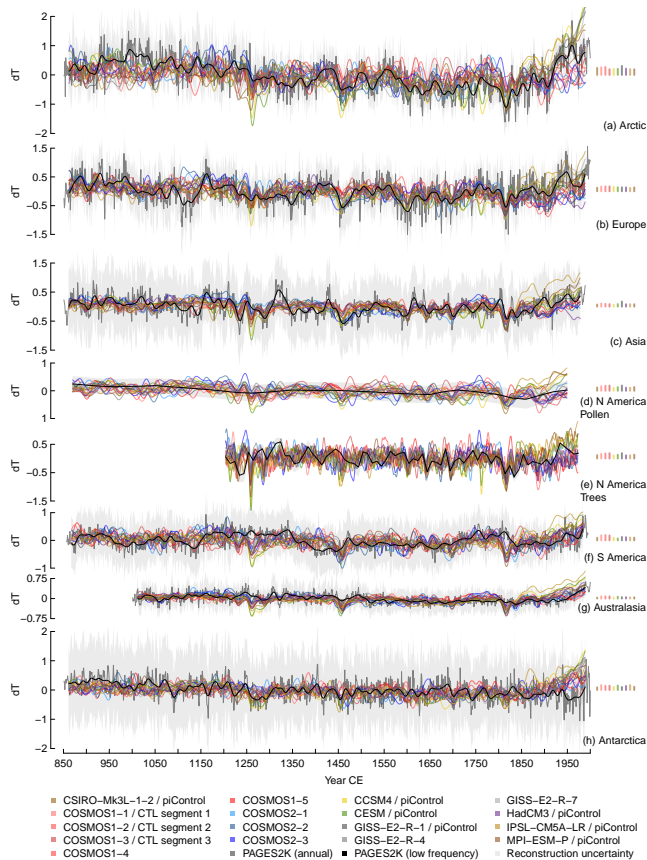 2
1
0
1
2
dT
(a) Arctic
1.5
0.5
−0.5
−1.5
dT
(b) Europe
1.5
0.5
−0.5
−1.5
dT
(c) Asia
1
0
1
dT
(d) N America
Pollen
0.5
−0.5
−1.5
dT
(e) N America
Trees
1
0
−1
dT
(f) S America
0.75
0
−0.75
dT
(g) Australasia
2
1
0
−1
−2
dT
(h) Antarctica
850 950 1050 1150 1250 1350 1450 1550 1650 1750 1850 1950
Year CE
CSIRO−Mk3L−1−2 / piControl COSMOS1−5 CCSM4 / piControl GISS−E2−R−7
COSMOS1−1 / CTL segment 1 COSMOS2−1 CESM / piControl HadCM3 / piControl
COSMOS1−2 / CTL segment 2 COSMOS2−2 GISS−E2−R−1 / piControl IPSL−CM5A−LR / piControl
COSMOS1−3 / CTL segment 3 COSMOS2−3 GISS−E2−R−4 MPI−ESM−P / piControl
COSMOS1−4 PAGES2K (annual) PAGES2K (low frequency) Reconstruction uncertainty